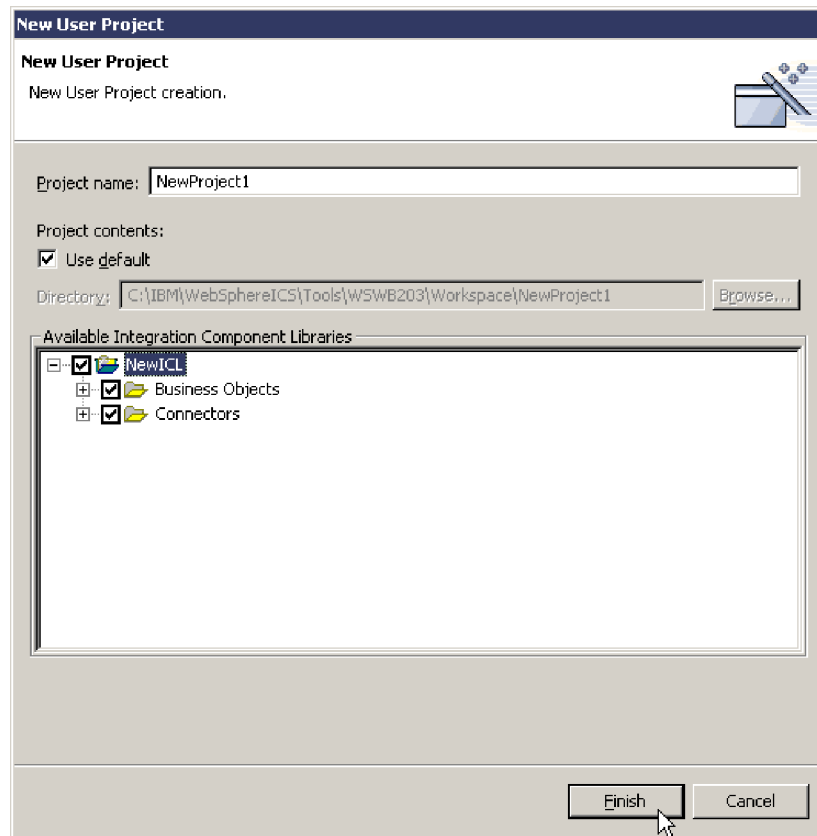 New User Project
New User Project
New User Project creation.
Project name: NewProject1
Project contents:
Use default
Directory: C:\IBM\WebSphereICS\Tools\WSWB203\Workspace\NewProject1 Browse...
Available Integration Component Libraries
NewICL
Business Objects
Connectors
Finish Cancel